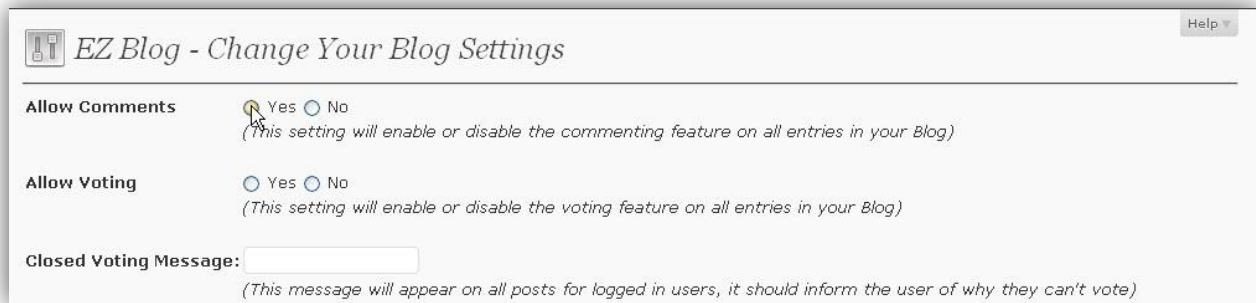 Help
EZ Blog - Change Your Blog Settings
Allow Comments Yes No
(This setting will enable or disable the commenting feature on all entries in your Blog)
Allow Voting Yes No
(This setting will enable or disable the voting feature on all entries in your Blog)
Closed Voting Message:
(This message will appear on all posts for logged in users, it should inform the user of why they can't vote)